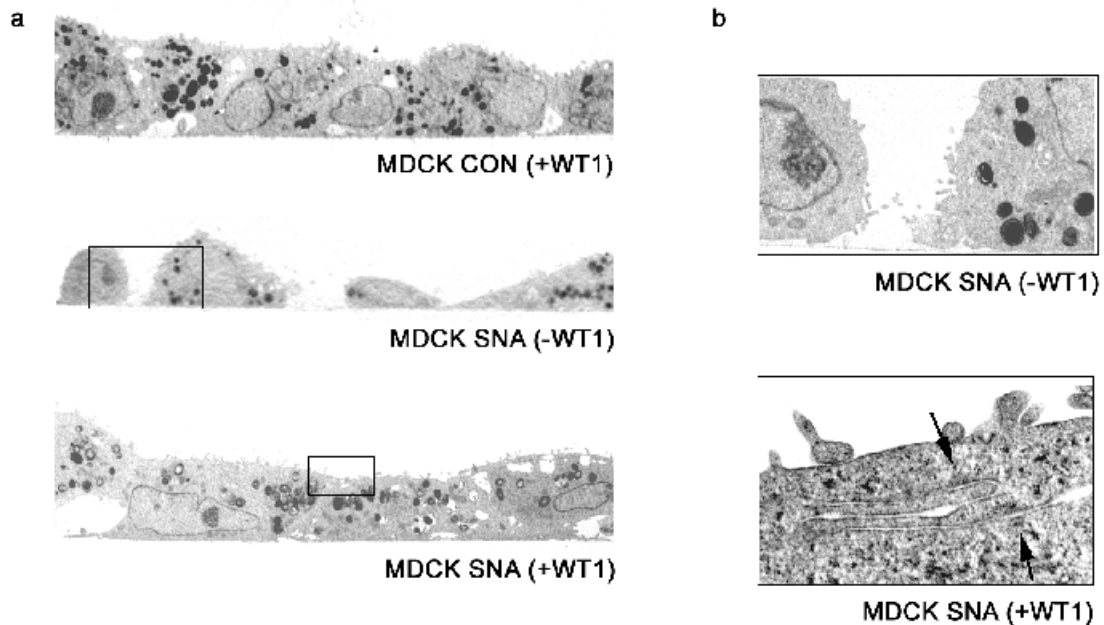 a
MDCK CON (+WT1)
MDCK SNA (-WT1)
MDCK SNA (+WT1)
b
MDCK SNA (-WT1)
MDCK SNA (+WT1)